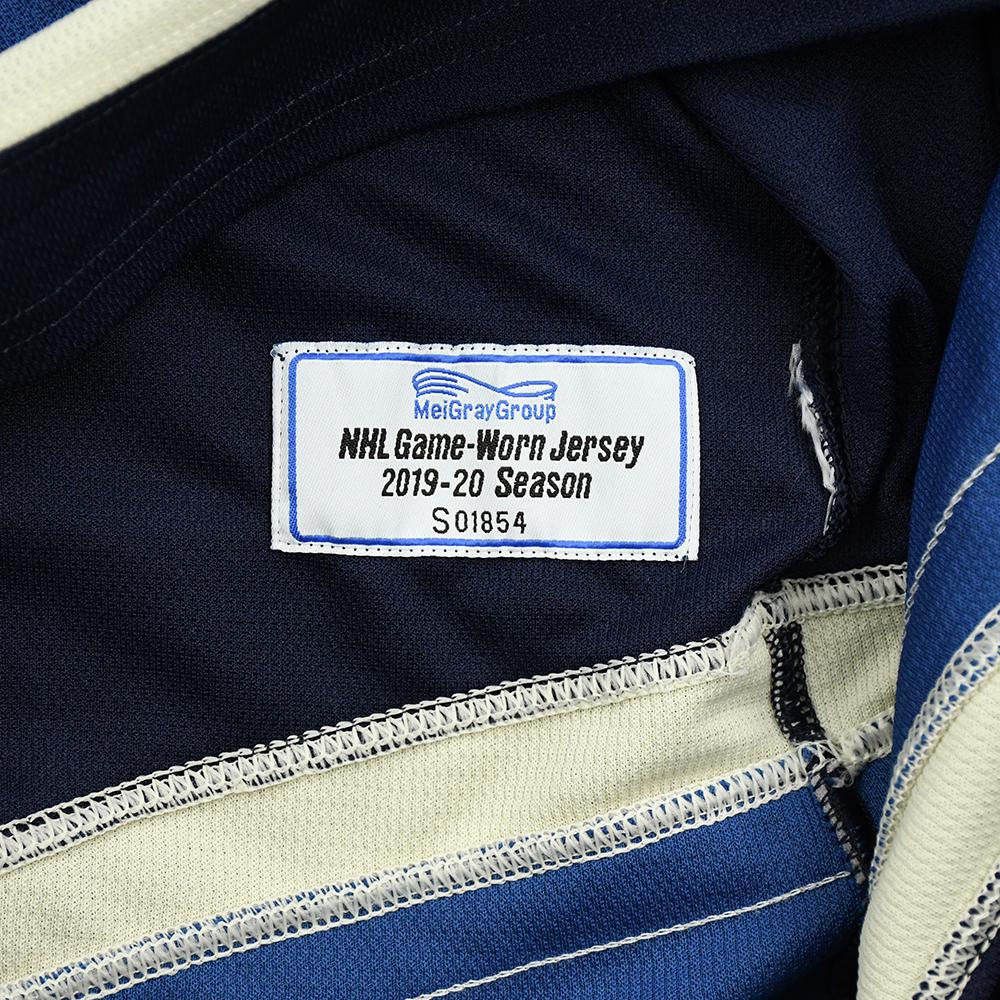 MeiGrayGroup
NHL Game-Worn Jersey
2019-20 Season
S01854